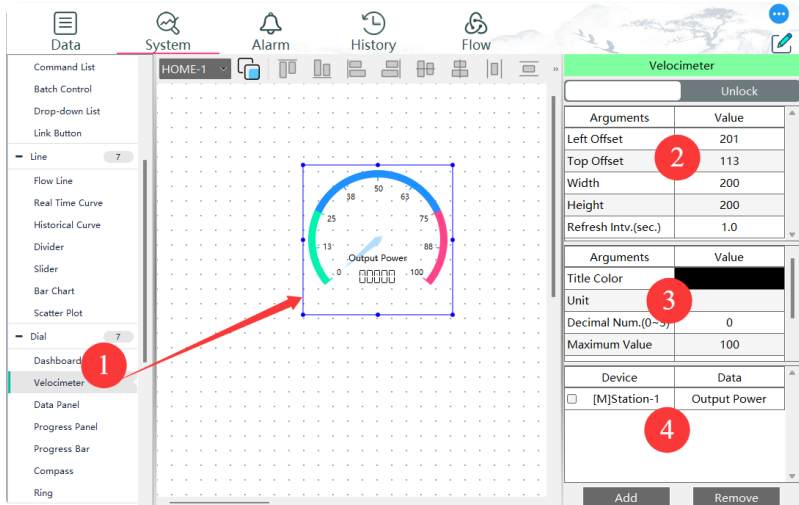 Data System Alarm History Flow
Command List
Batch Control
Drop-down List
Link Button
Line 7
Flow Line
Real Time Curve
Historical Curve
Divider
Slider
Bar Chart
Scatter Plot
Dial 7
Dashboard
Velocimeter
Data Panel
Progress Panel
Progress Bar
Compass
Ring
1
HOME-1
»
50
38 63
25 75
13 88
Output Power
0 00000 100
Velocimeter
Unlock
Arguments Value
Left Offset 201
Top Offset 113
Width 200
Height 200
Refresh Intv.(sec.) 1.0
2
Arguments Value
Title Color
Unit
Decimal Num.(0~5) 0
Maximum Value 100
3
Device Data
[M]Station-1 Output Power
4
Add Remove